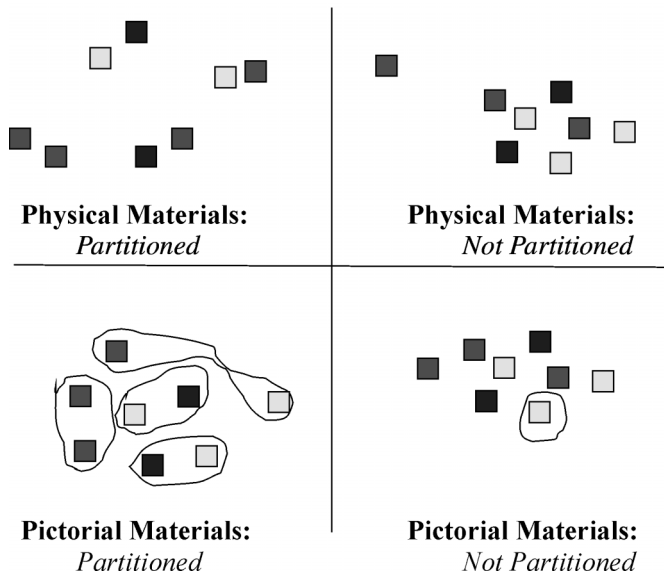 Physical Materials:
Partitioned
Physical Materials:
Not Partitioned
Pictorial Materials:
Partitioned
Pictorial Materials:
Not Partitioned